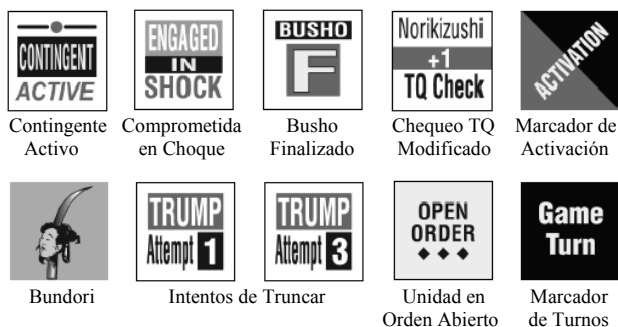 CONTINGENT
ACTIVE
ENGAGED
IN
SHOCK
BUSHO
F
Norikizushi
+1
TQ Check
ACTIVATION
Contingente
Activo
Comprometida
en Choque
Busho
Finalizado
Chequeo TQ
Modificado
Marcador de
Activación
TRUMP
Attempt 1
TRUMP
Attempt 3
OPEN
ORDER
Game
Turn
Bundori
Intentos de Truncar
Unidad en
Orden Abierto
Marcador
de Turnos